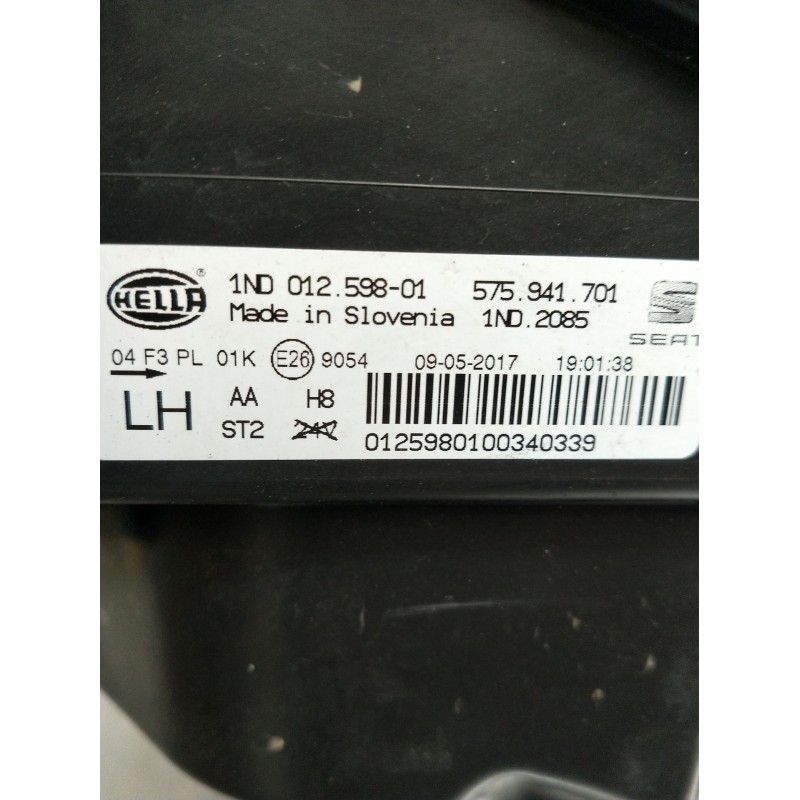 HELLA ® 1ND 012.598-01 575.941.701
Made in Slovenia 1ND.2085 SEAT
04 F3 PL 01K E26 9054 09-05-2017 19:01:38
LH AA H8
ST2 24V 0125980100340339